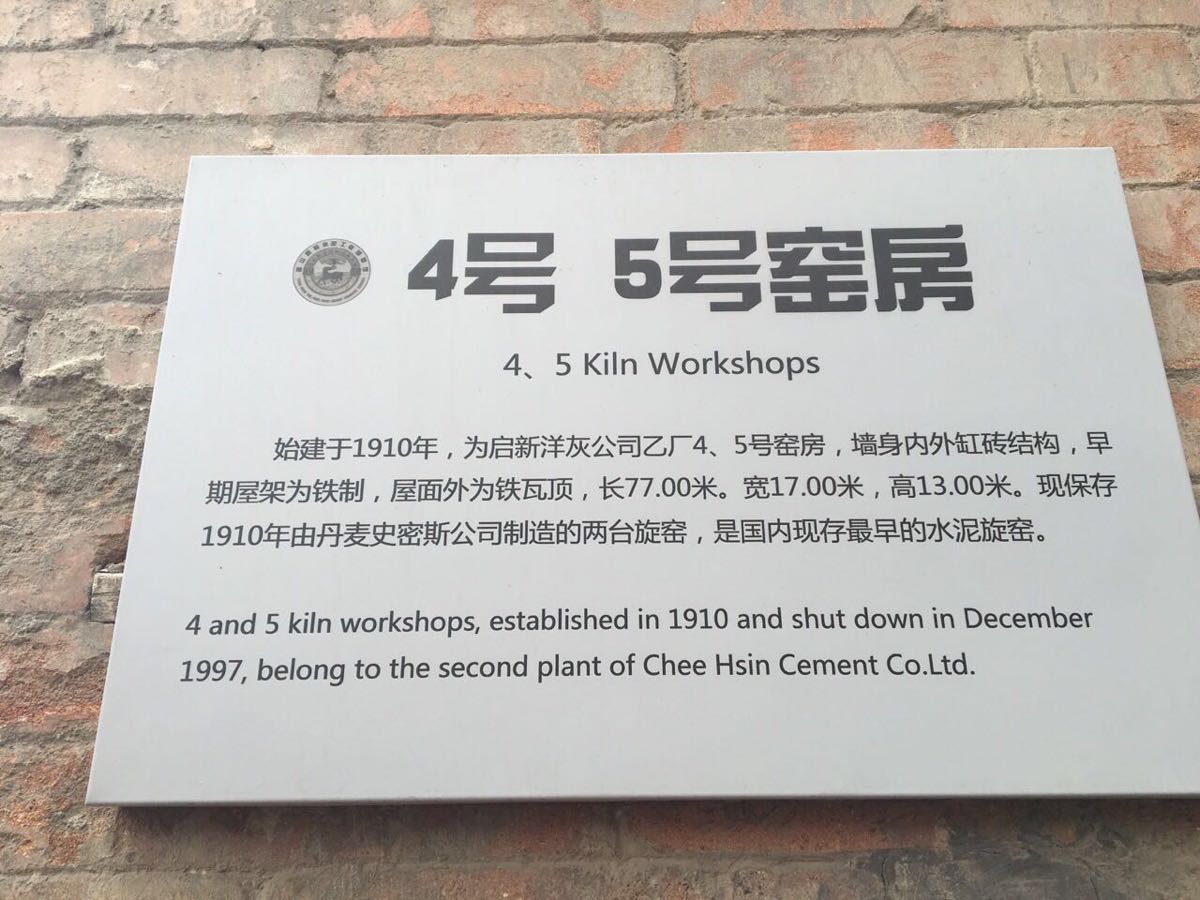 4号 5号窑房
4、5 Kiln Workshops
始建于1910年，为启新洋灰公司乙厂4、5号窑房，墙身内外缸砖结构，早
期屋架为铁制，屋面外为铁瓦顶，长77.00米。宽17.00米，高13.00米。现保存
1910年由丹麦史密斯公司制造的两台旋窑，是国内现存最早的水泥旋窑。
4 and 5 kiln workshops, established in 1910 and shut down in December
1997, belong to the second plant of Chee Hsin Cement Co.Ltd.